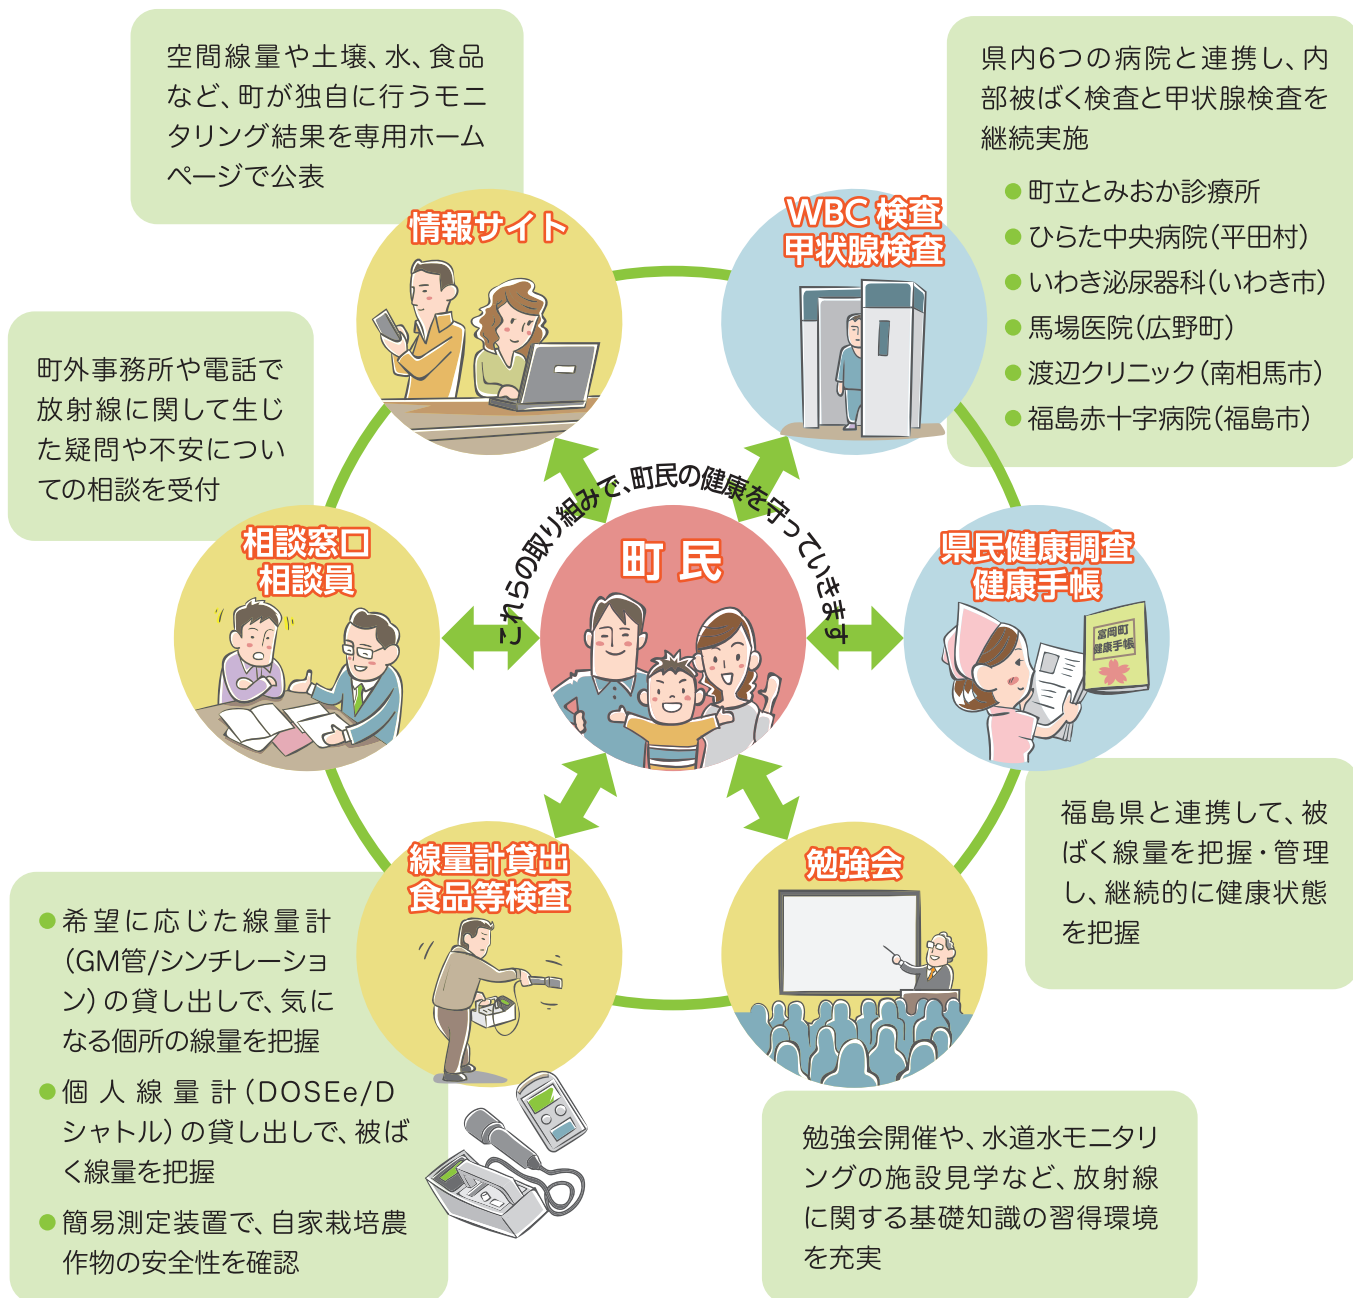 空間線量や土壌、水、食品
など、町が独自に行うモニ
タリング結果を専用ホーム
ページで公表
情報サイト
県内6つの病院と連携し、内
部被ばく検査と甲状腺検査を
継続実施
●町立とみおか診療所
●ひらた中央病院(平田村)
●いわき泌尿器科(いわき市)
●馬場医院(広野町)
●渡辺クリニック(南相馬市)
●福島赤十字病院(福島市)
WBC 検査
甲状腺検査
町外事務所や電話で
放射線に関して生じ
た疑問や不安につい
ての相談を受付
相談窓口
相談員
これらの取り組みで、町民の健康を守っていきます
町民
県民健康調査
健康手帳
富岡町
健康手帳
福島県と連携して、被
ばく線量を把握・管理
し、継続的に健康状態
を把握
線量計貸出
食品等検査
●希望に応じた線量計
(GM管/シンチレーショ
ン)の貸し出しで、気に
なる個所の線量を把握
●個人線量計(DOSEe/D
シャトル)の貸し出しで、被ば
く線量を把握
●簡易測定装置で、自家栽培農
作物の安全性を確認
勉強会
勉強会開催や、水道水モニタリ
ングの施設見学など、放射線
に関する基礎知識の習得環境
を充実